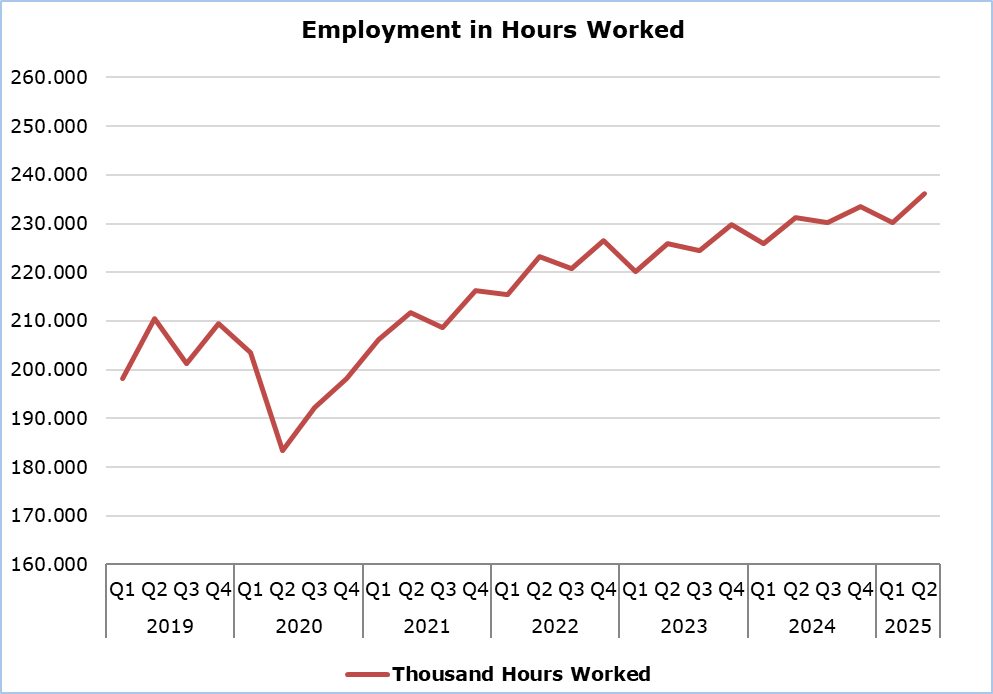 Employment in Hours Worked
260.000
250.000
240.000
230.000
220.000
210.000
200.000
190.000
180.000
170.000
160.000
Q1 Q2 Q3 Q4 Q1 Q2 Q3 Q4 Q1 Q2 Q3 Q4 Q1 Q2 Q3 Q4 Q1 Q2 Q3 Q4 Q1 Q2 Q3 Q4 Q1 Q2
2019 2020 2021 2022 2023 2024 2025
Thousand Hours Worked